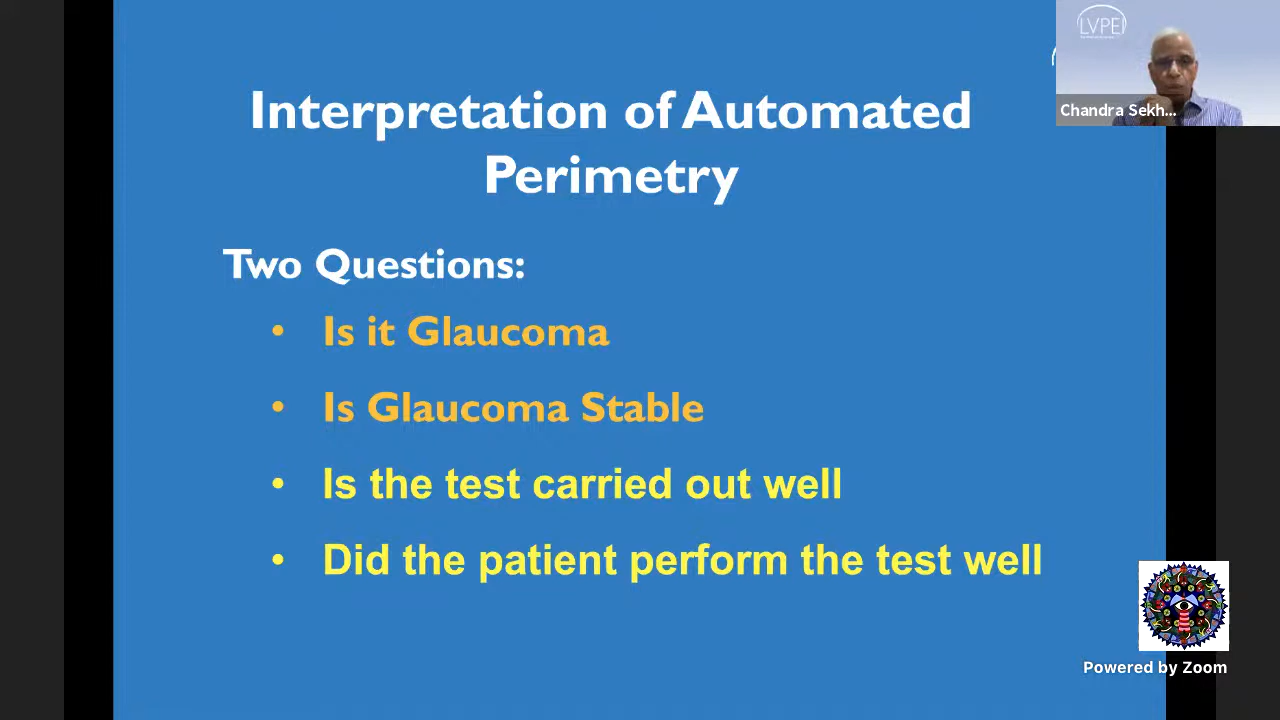 LVPEI
Chandra Sekh...
Interpretation of Automated
Perimetry
Two Questions:
• Is it Glaucoma
• Is Glaucoma Stable
• Is the test carried out well
• Did the patient perform the test well
Powered by Zoom